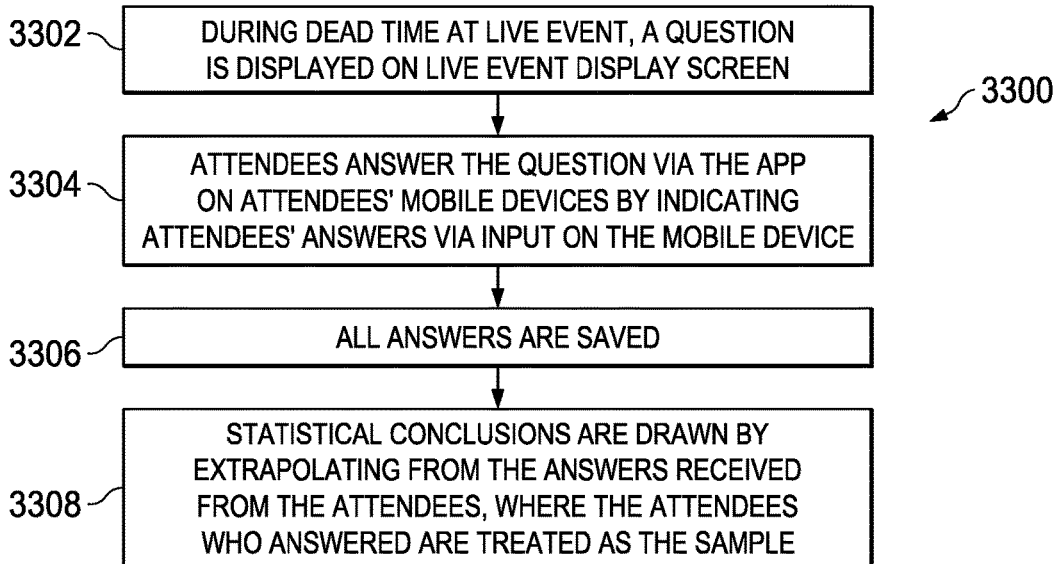 3302
DURING DEAD TIME AT LIVE EVENT, A QUESTION
IS DISPLAYED ON LIVE EVENT DISPLAY SCREEN
3300
3304
ATTENDEES ANSWER THE QUESTION VIA THE APP
ON ATTENDEES' MOBILE DEVICES BY INDICATING
ATTENDEES' ANSWERS VIA INPUT ON THE MOBILE DEVICE
3306
ALL ANSWERS ARE SAVED
3308
STATISTICAL CONCLUSIONS ARE DRAWN BY
EXTRAPOLATING FROM THE ANSWERS RECEIVED
FROM THE ATTENDEES, WHERE THE ATTENDEES
WHO ANSWERED ARE TREATED AS THE SAMPLE